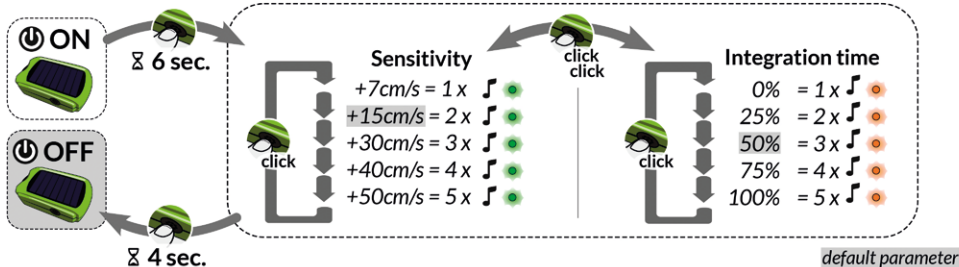 ON
6 sec.
OFF
4 sec.
click
click
Sensitivity
+7cm/s = 1 x
+15cm/s = 2 x
+30cm/s = 3 x
+40cm/s = 4 x
+50cm/s = 5 x
click
Integration time
0% = 1 x
25% = 2 x
50% = 3 x
75% = 4 x
100% = 5 x
click
default parameter